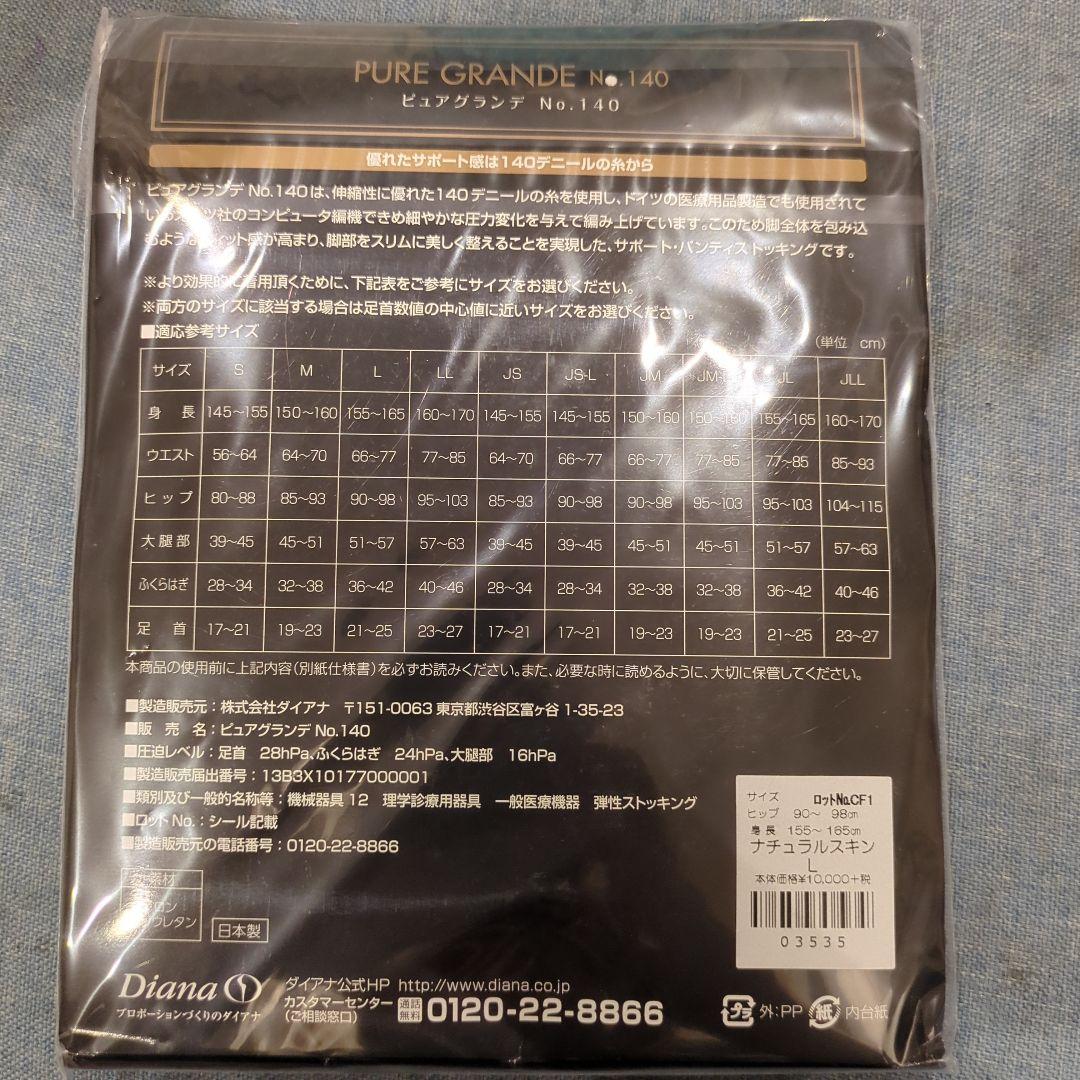 PURE GRANDE No.140
ピュアグランデ No.140
優れたサポート感は140デニールの糸から
ピュアグランデ No.140は、伸縮性に優れた140デニールの糸を使用し、ドイツの医療用品製造でも使用されて
いる 社のコンピュータ編機できめ細やかな圧力変化を与えて編み上げています。このため脚全体を包み込
むような フィット感が高まり、脚部をスリムに美しく整えることを実現した、サポート・パンティストッキングです。
※より効果的に着用頂くために、下記表をご参考にサイズをお選びください。
※両方のサイズに該当する場合は足首数値の中心値に近いサイズをお選びください。
■適応参考サイズ (単位 cm)
サイズ S M L LL JS JS-L JM JL JLL
身長 145~155 150~160 155~165 160~170 145~155 145~155 150~160 150~160 155~165 160~170
ウエスト 56~64 64~70 66~77 77~85 64~70 66~77 66~77 77~85 77~85 85~93
ヒップ 80~88 85~93 90~98 95~103 85~93 90~98 90~98 95~103 95~103 104~115
大腿部 39~45 45~51 51~57 57~63 39~45 39~45 45~51 45~51 51~57 57~63
ふくらはぎ 28~34 32~38 36~42 40~46 28~34 28~34 32~38 32~38 36~42 40~46
足首 17~21 19~23 21~25 23~27 17~21 17~21 19~23 19~23 21~25 23~27
本商品の使用前に上記内容(別紙仕様書)を必ずお読みください。また、必要な時に読めるように、大切に保管してください。
■製造販売元:株式会社ダイアナ 〒151-0063 東京都渋谷区富ヶ谷 1-35-23
■販売名:ピュアグランデ No.140
■圧迫レベル:足首 28hPa、ふくらはぎ 24hPa、大腿部 16hPa
■製造販売届出番号:13B3X10177000001
■類別及び一般的名称等:機械器具12 理学診療用器具 一般医療機器 弾性ストッキング
■ロットNo.:シール記載
■製造販売元の電話番号:0120-22-8866
素材
ウレタン
日本製
サイズ ロットNo.CF1
ヒップ 90~ 98cm
身長 155~165cm
ナチュラルスキン
L
本体価格¥10,000+税
03535
Diana
プロポーションづくりのダイアナ
ダイアナ公式HP http://www.diana.co.jp
カスタマーセンター
(ご相談窓口)
通話
無料
0120-22-8866
プラ 外:PP 紙 内台紙